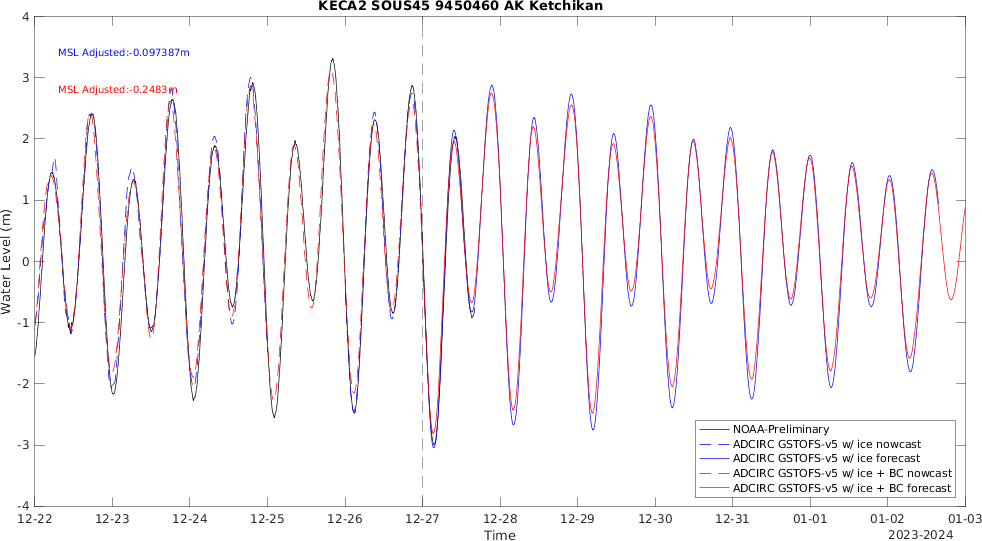 KECA2 SOUS45 9450460 AK Ketchikan
MSL Adjusted:-0.097387m
MSL Adjusted:-0.2483m
Water Level (m)
4
3
2
1
0
-1
-2
-3
-4
NOAA-Preliminary
ADCIRC GSTOFS-v5 w/ ice nowcast
ADCIRC GSTOFS-v5 w/ ice forecast
ADCIRC GSTOFS-v5 w/ ice + BC nowcast
ADCIRC GSTOFS-v5 w/ ice + BC forecast
12-22 12-23 12-24 12-25 12-26 12-27 12-28 12-29 12-30 12-31 01-01 01-02 01-03
Time
2023-2024